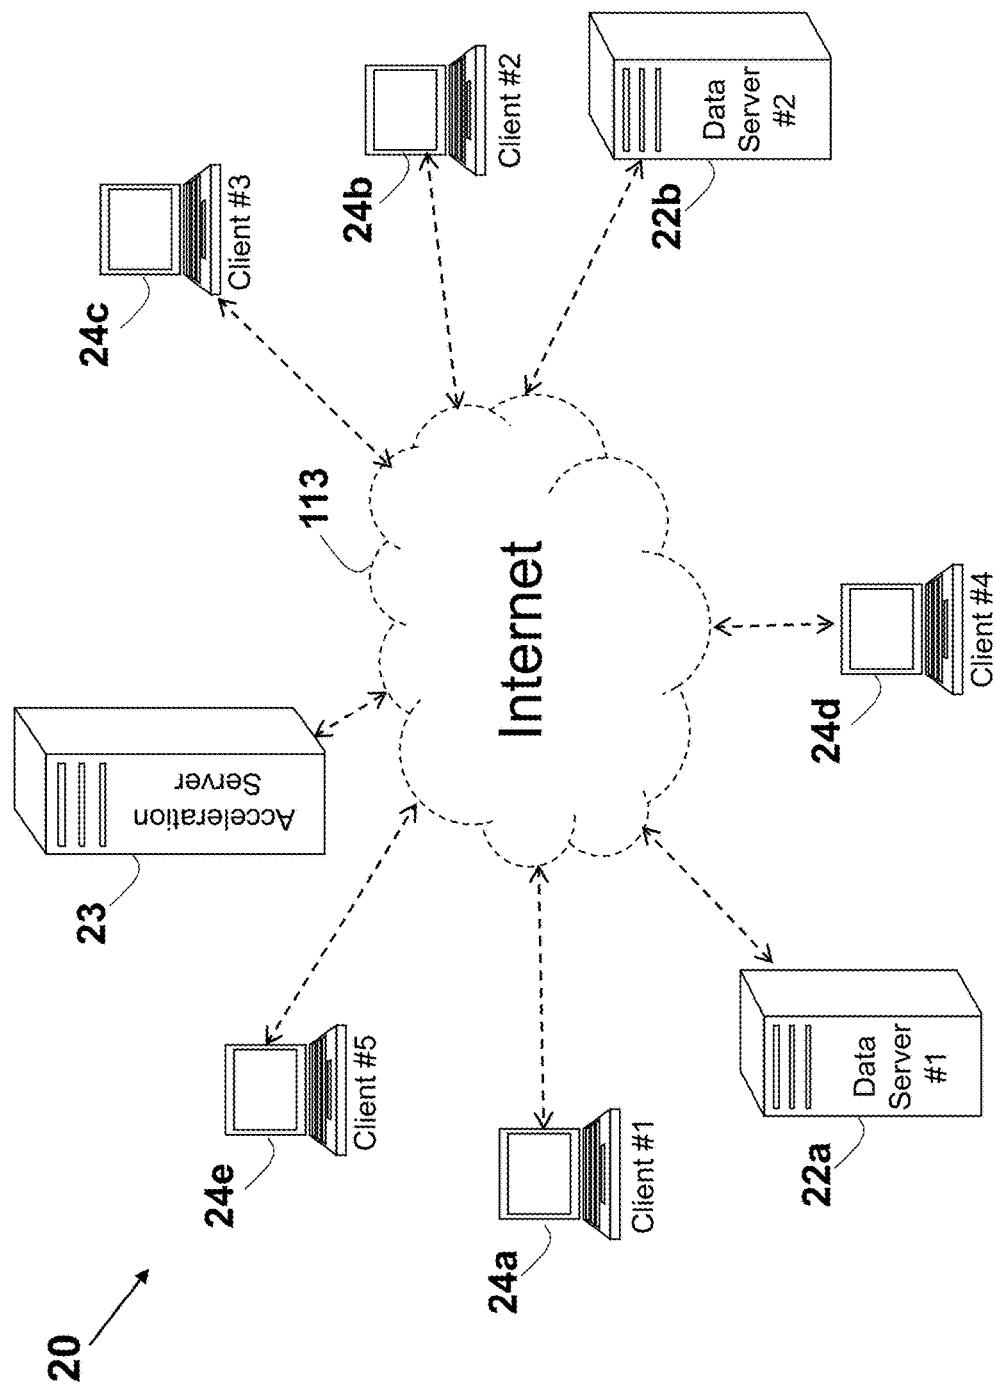 20
24e
Client #5
23
Acceleration
Server
24c
Client #3
24b
Client #2
113
Internet
24a
Client #1
22b
Data
Server
#2
22a
Data
Server
#1
24d
Client #4